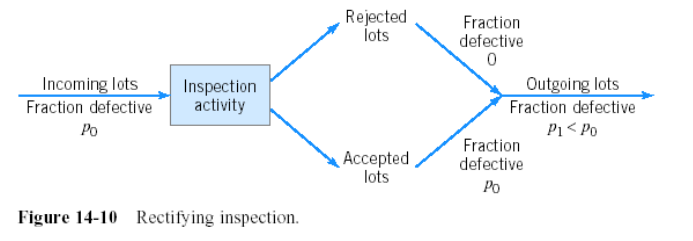 Rejected
lots
Fraction
defective
0
Incoming lots
Fraction defective
p0
Inspection
activity
Outgoing lots
Fraction defective
p1 < p0
Accepted
lots
Fraction
defective
p0
Figure 14-10 Rectifying inspection.